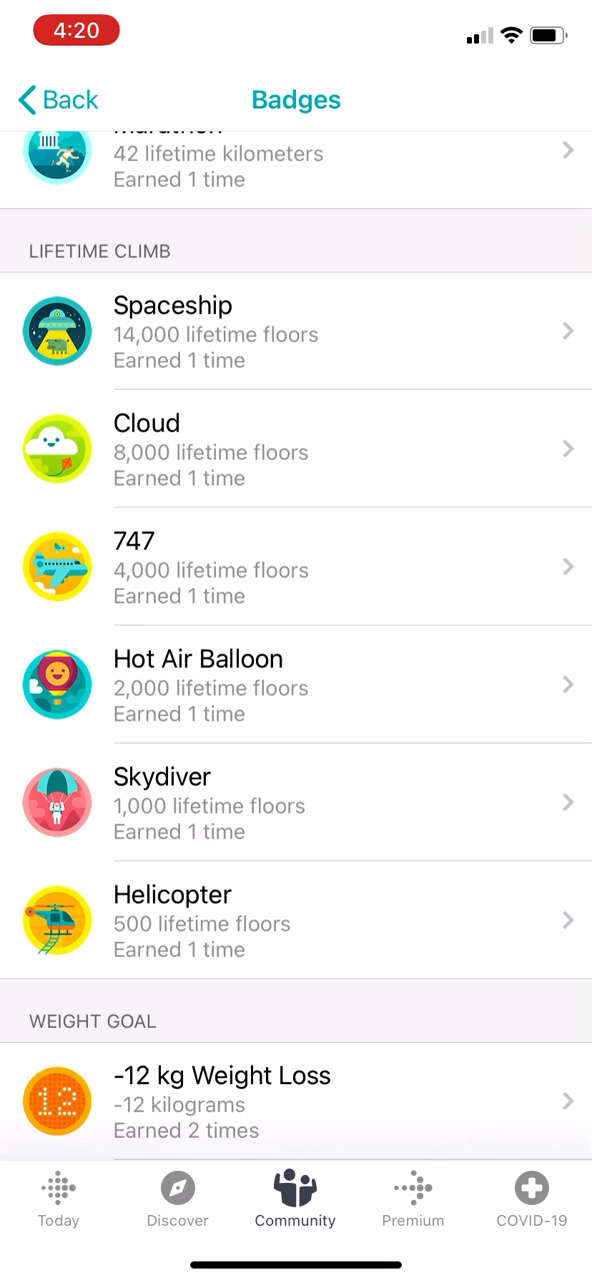 4:20
Back
Badges
Marathon
42 lifetime kilometers
Earned 1 time
LIFETIME CLIMB
Spaceship
14,000 lifetime floors
Earned 1 time
Cloud
8,000 lifetime floors
Earned 1 time
747
4,000 lifetime floors
Earned 1 time
Hot Air Balloon
2,000 lifetime floors
Earned 1 time
Skydiver
1,000 lifetime floors
Earned 1 time
Helicopter
500 lifetime floors
Earned 1 time
WEIGHT GOAL
12
-12 kg Weight Loss
-12 kilograms
Earned 2 times
Today
Discover
Community
Premium
COVID-19